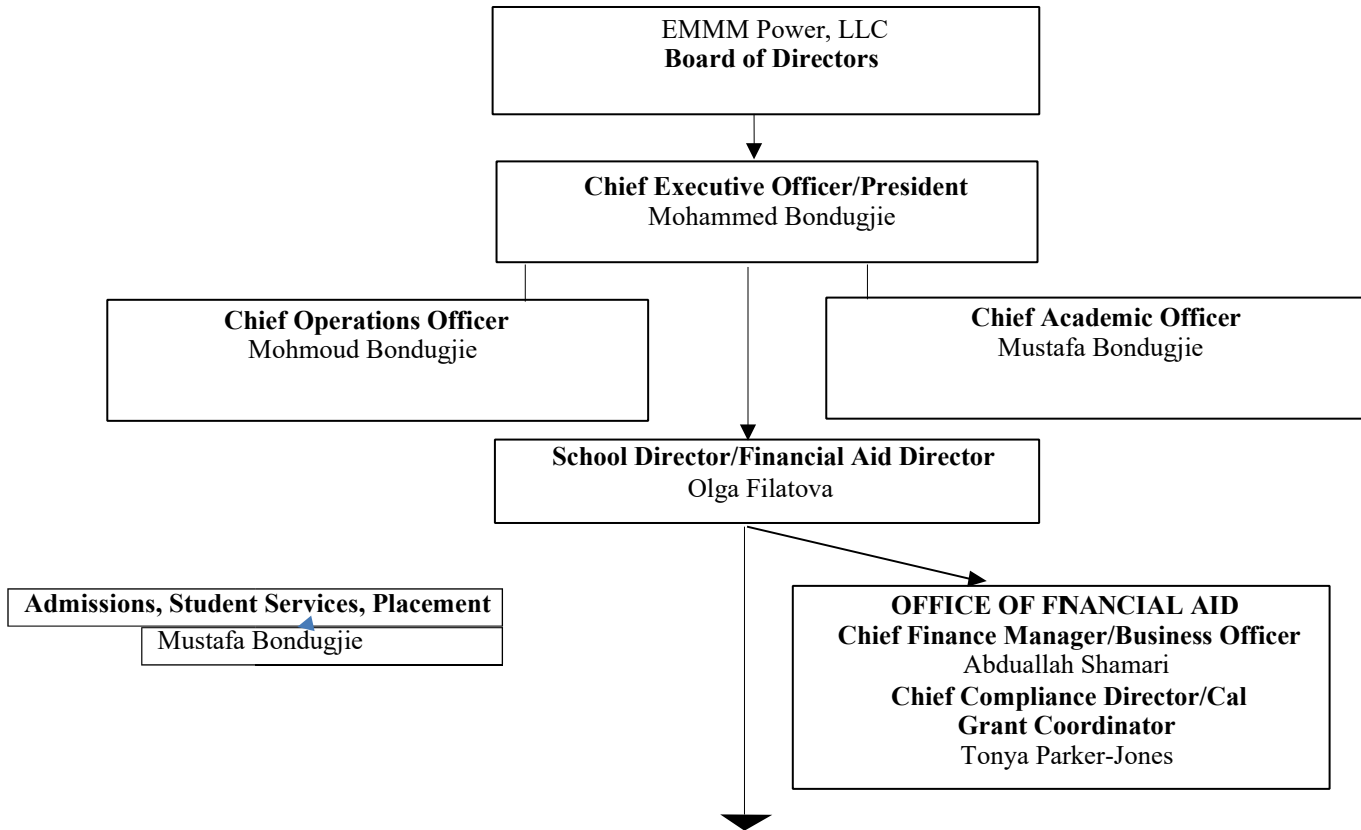 EMMM Power, LLC
Board of Directors
Chief Executive Officer/President
Mohammed Bondugjie
Chief Operations Officer
Mohmoud Bondugjie
Chief Academic Officer
Mustafa Bondugjie
School Director/Financial Aid Director
Olga Filatova
Admissions, Student Services, Placement
Mustafa Bondugjie
OFFICE OF FINANCIAL AID
Chief Finance Manager/Business Officer
Abduallah Shamari
Chief Compliance Director/Cal
Grant Coordinator
Tonya Parker-Jones